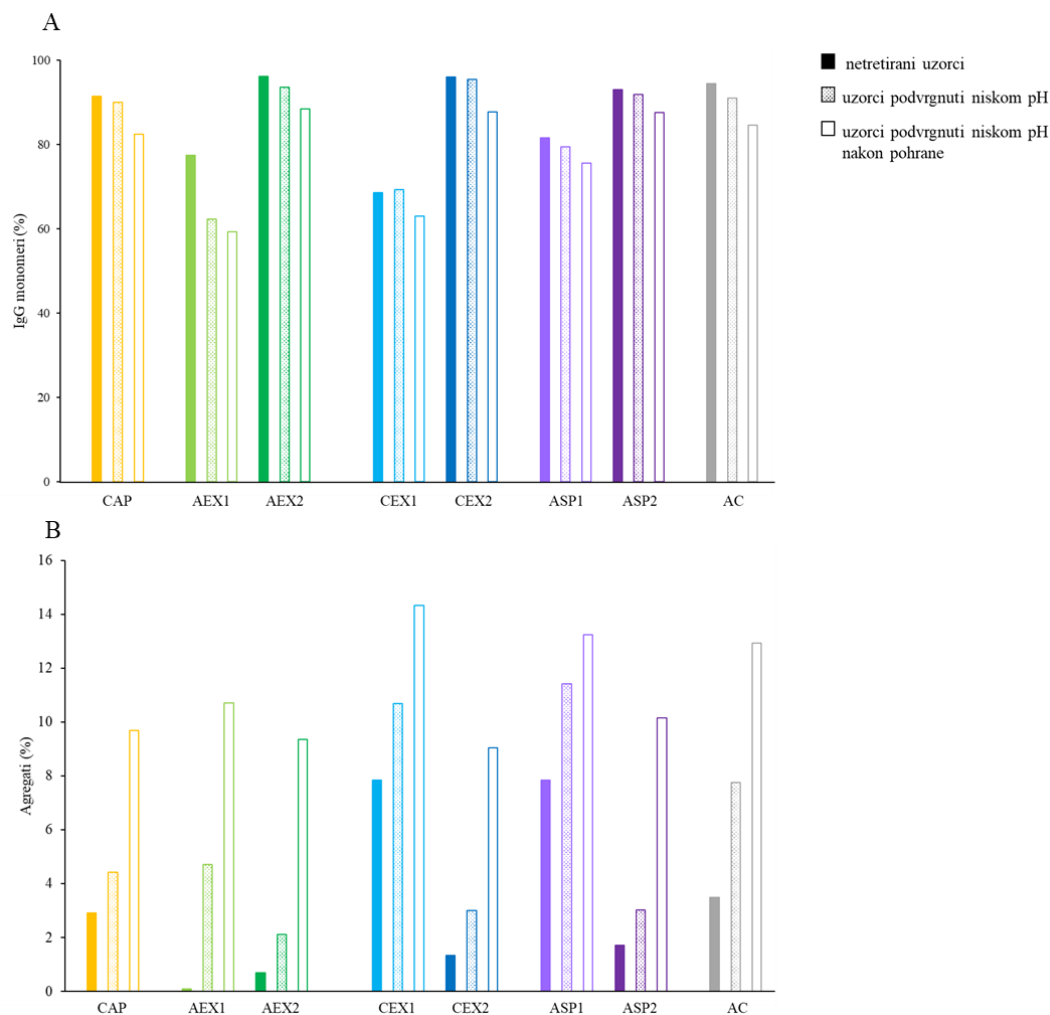 A
100
80
60
40
20
0
IgG monomeri (%)
CAP AEX1 AEX2 CEX1 CEX2 ASP1 ASP2 AC
netretirani uzorci
uzorci podvrgnuti niskom pH
uzorci podvrgnuti niskom pH
nakon pohrane
B
16
14
12
10
8
6
4
2
0
Agregati (%)
CAP AEX1 AEX2 CEX1 CEX2 ASP1 ASP2 AC